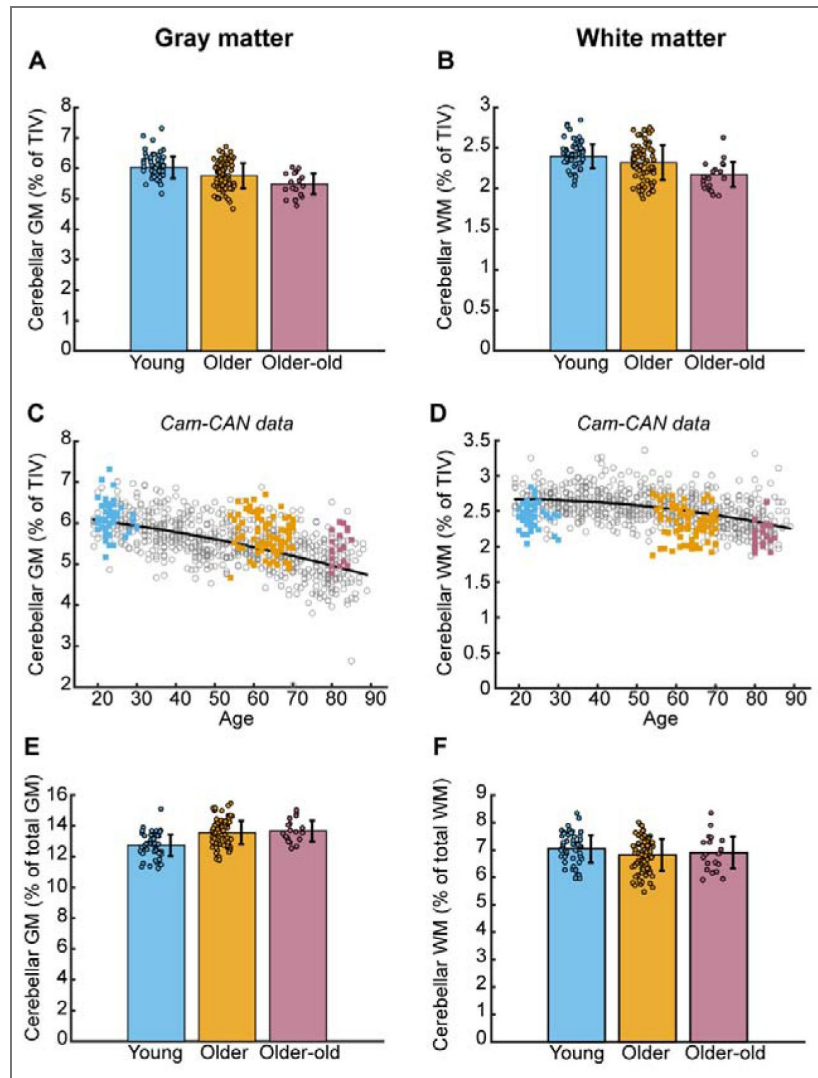 Gray matter
White matter
A
Cerebellar GM (% of TIV)
8
7
6
5
4
3
2
1
0
Young Older Older-old
B
Cerebellar WM (% of TIV)
3
2.5
2
1.5
1
0.5
0
Young Older Older-old
C
Cam-CAN data
Cerebellar GM (% of TIV)
8
7
6
5
4
3
2
20 30 40 50 60 70 80 90
Age
D
Cam-CAN data
Cerebellar WM (% of TIV)
3.5
3
2.5
2
1.5
1
0.5
0
20 30 40 50 60 70 80 90
Age
E
Cerebellar GM (% of total GM)
16
14
12
10
8
6
4
2
0
Young Older Older-old
F
Cerebellar WM (% of total WM)
9
8
7
6
5
4
3
2
1
0
Young Older Older-old